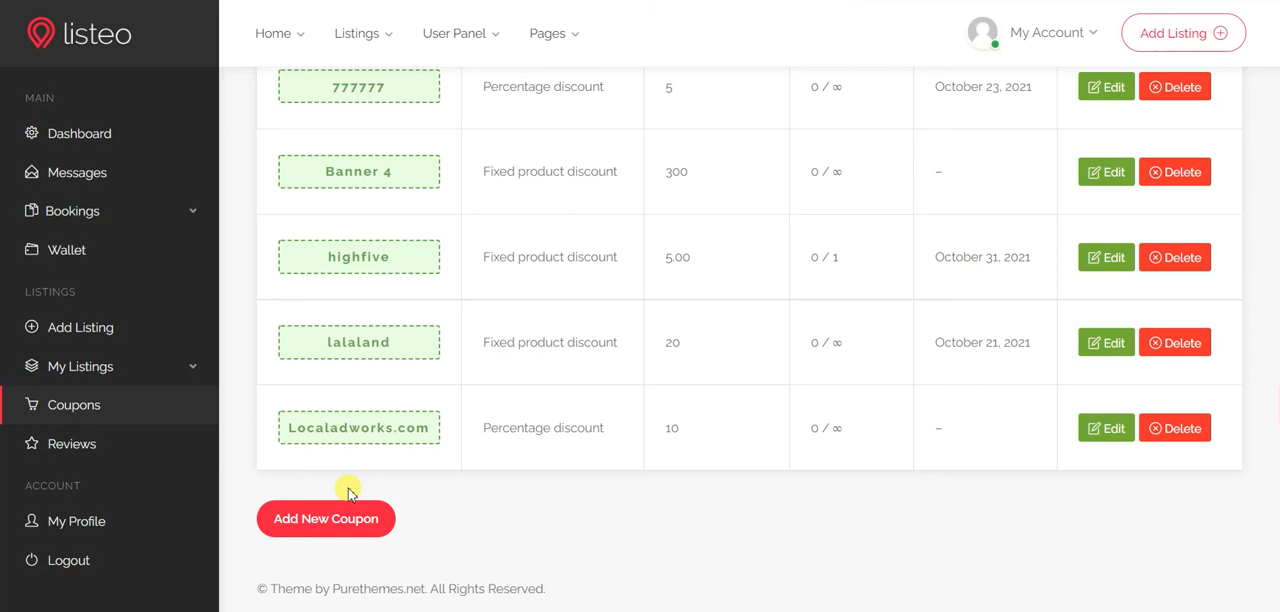 listeo
Home Listings User Panel Pages My Account Add Listing
MAIN
Dashboard
Messages
Bookings
Wallet
LISTINGS
Add Listing
My Listings
Coupons
Reviews
ACCOUNT
My Profile
Logout
777777 Percentage discount 5 0 / ∞ October 23, 2021 Edit Delete
Banner 4 Fixed product discount 300 0 / ∞ – Edit Delete
highfive Fixed product discount 5.00 0 / 1 October 31, 2021 Edit Delete
lalaland Fixed product discount 20 0 / ∞ October 21, 2021 Edit Delete
Localadworks.com Percentage discount 10 0 / ∞ – Edit Delete
Add New Coupon
© Theme by Purethemes.net. All Rights Reserved.